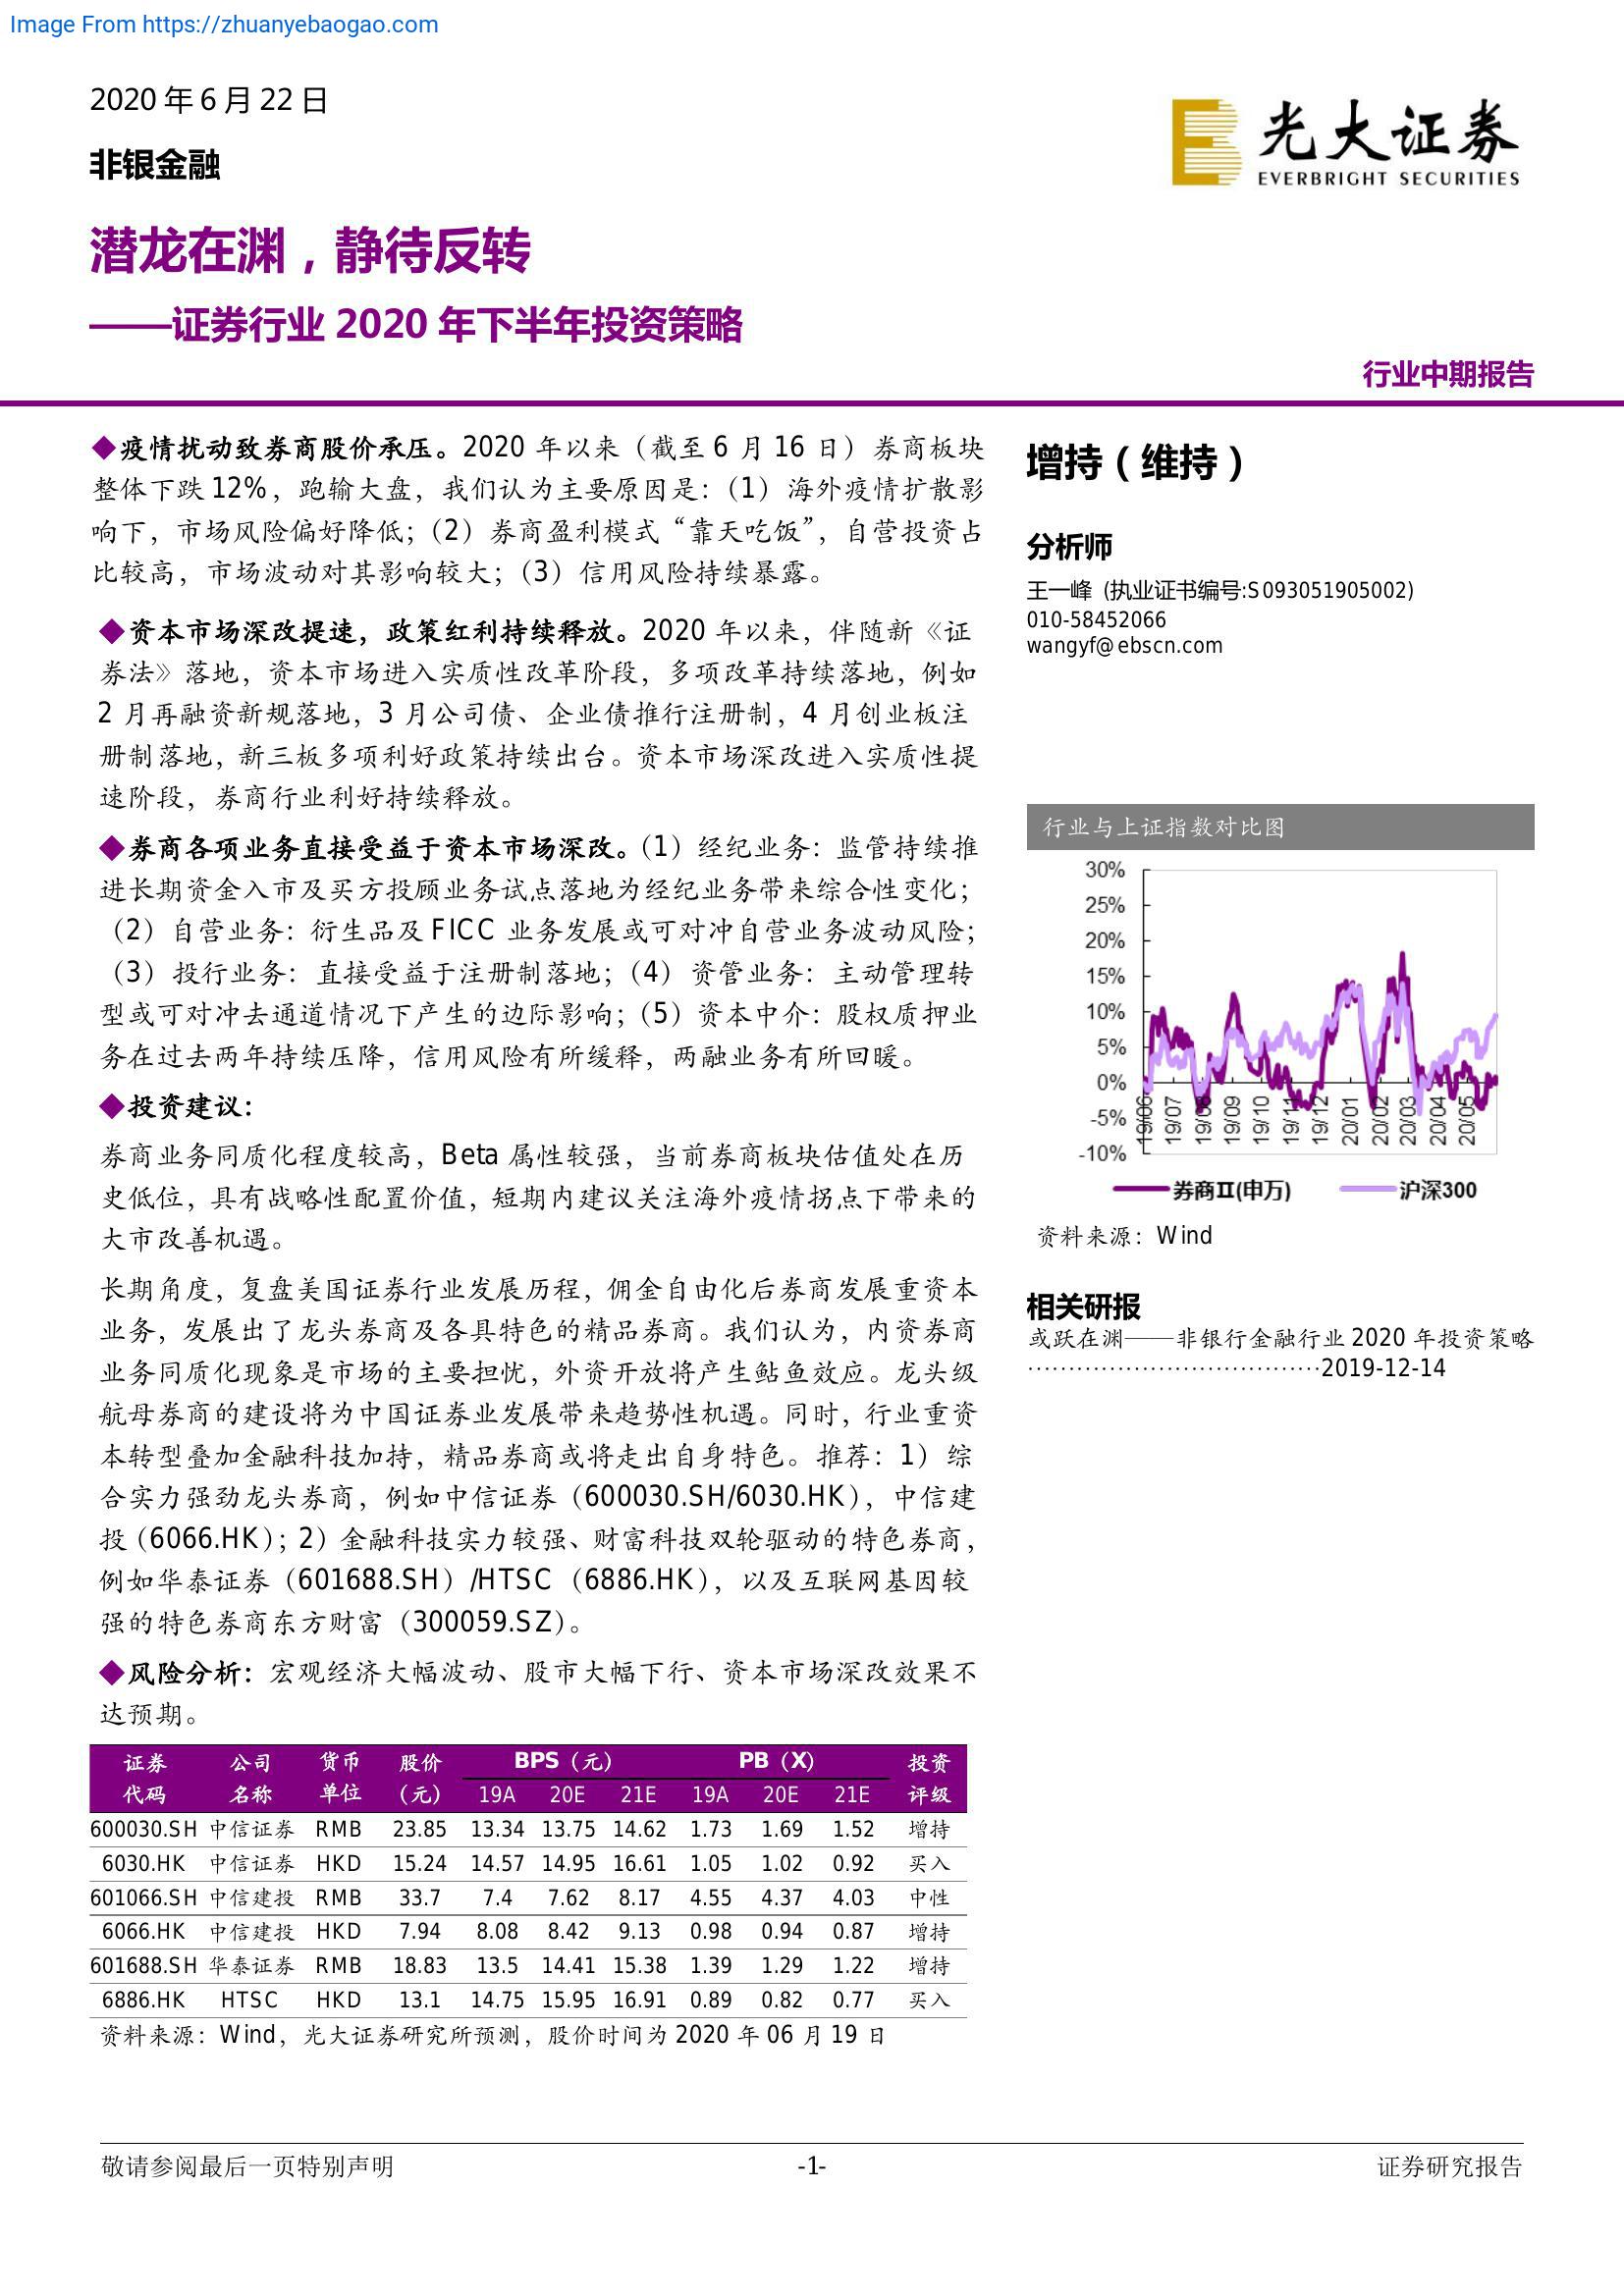 Image From https://zhuanyebaogao.com
2020 年 6 月 22 日
非银金融
光大证券
EVERBRIGHT SECURITIES
潜龙在渊，静待反转
——证券行业 2020 年下半年投资策略
行业中期报告
◆疫情扰动致券商股价承压。2020 年以来（截至 6 月 16 日）券商板块
整体下跌 12%，跑输大盘，我们认为主要原因是：（1）海外疫情扩散影
响下，市场风险偏好降低；（2）券商盈利模式“靠天吃饭”，自营投资占
比较高，市场波动对其影响较大；（3）信用风险持续暴露。
◆资本市场深改提速，政策红利持续释放。2020 年以来，伴随新《证
券法》落地，资本市场进入实质性改革阶段，多项改革持续落地，例如
2 月再融资新规落地，3 月公司债、企业债推行注册制，4 月创业板注
册制落地，新三板多项利好政策持续出台。资本市场深改进入实质性提
速阶段，券商行业利好持续释放。
◆券商各项业务直接受益于资本市场深改。（1）经纪业务：监管持续推
进长期资金入市及买方投顾业务试点落地为经纪业务带来综合性变化；
（2）自营业务：衍生品及 FICC 业务发展或可对冲自营业务波动风险；
（3）投行业务：直接受益于注册制落地；（4）资管业务：主动管理转
型或可对冲去通道情况下产生的边际影响；（5）资本中介：股权质押业
务在过去两年持续压降，信用风险有所缓释，两融业务有所回暖。
◆投资建议：
券商业务同质化程度较高，Beta 属性较强，当前券商板块估值处在历
史低位，具有战略性配置价值，短期内建议关注海外疫情拐点下带来的
大市改善机遇。
长期角度，复盘美国证券行业发展历程，佣金自由化后券商发展重资本
业务，发展出了龙头券商及各具特色的精品券商。我们认为，内资券商
业务同质化现象是市场的主要担忧，外资开放将产生鲇鱼效应。龙头级
航母券商的建设将为中国证券业发展带来趋势性机遇。同时，行业重资
本转型叠加金融科技加持，精品券商或将走出自身特色。推荐：1）综
合实力强劲龙头券商，例如中信证券（600030.SH/6030.HK），中信建
投（6066.HK）；2）金融科技实力较强、财富科技双轮驱动的特色券商，
例如华泰证券（601688.SH）/HTSC（6886.HK），以及互联网基因较
强的特色券商东方财富（300059.SZ）。
◆风险分析：宏观经济大幅波动、股市大幅下行、资本市场深改效果不
达预期。
证券 公司 货币 股价 BPS（元） PB（X） 投资
代码 名称 单位 （元） 19A 20E 21E 19A 20E 21E 评级
600030.SH 中信证券 RMB 23.85 13.34 13.75 14.62 1.73 1.69 1.52 增持
6030.HK 中信证券 HKD 15.24 14.57 14.95 16.61 1.05 1.02 0.92 买入
601066.SH 中信建投 RMB 33.7 7.4 7.62 8.17 4.55 4.37 4.03 中性
6066.HK 中信建投 HKD 7.94 8.08 8.42 9.13 0.98 0.94 0.87 增持
601688.SH 华泰证券 RMB 18.83 13.5 14.41 15.38 1.39 1.29 1.22 增持
6886.HK HTSC HKD 13.1 14.75 15.95 16.91 0.89 0.82 0.77 买入
资料来源：Wind，光大证券研究所预测，股价时间为 2020 年 06 月 19 日
增持（维持）
分析师
王一峰 (执业证书编号:S093051905002)
010-58452066
wangyf@ebscn.com
行业与上证指数对比图
30%
25%
20%
15%
10%
5%
0%
-5%
-10%
19/06 19/07 19/08 19/09 19/10 19/11 19/12 20/01 20/02 20/03 20/04 20/05
券商Ⅱ(申万) 沪深300
资料来源：Wind
相关研报
或跃在渊——非银行金融行业 2020 年投资策略
····································2019-12-14
敬请参阅最后一页特别声明 -1- 证券研究报告